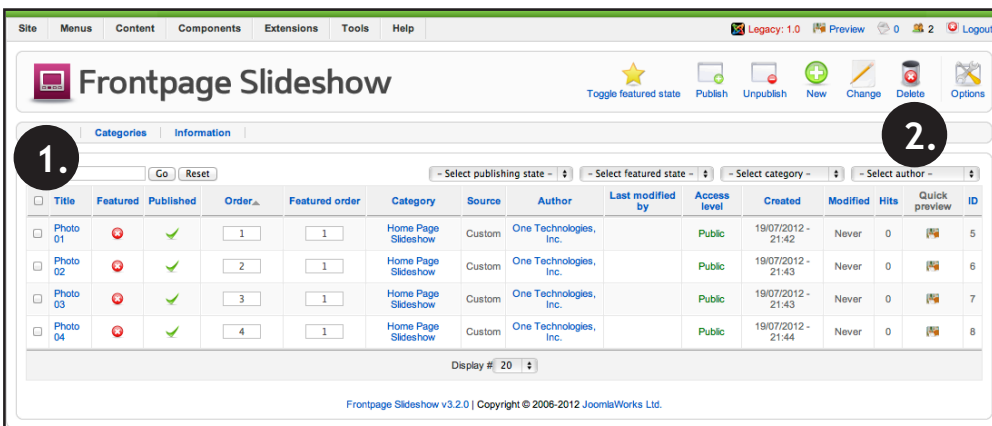 Site Menus Content Components Extensions Tools Help Legacy: 1.0 Preview 0 2 Logout
Frontpage Slideshow
Toggle featured state Publish Unpublish New Change Delete Options
Categories Information
1.
2.
Go Reset - Select publishing state - - Select featured state - - Select category - - Select author -
Title Featured Published Order Featured order Category Source Author Last modified by Access level Created Modified Hits Quick preview ID
Photo 01 1 1 Home Page Slideshow Custom One Technologies, Inc. Public 19/07/2012 - 21:42 Never 0 5
Photo 02 2 1 Home Page Slideshow Custom One Technologies, Inc. Public 19/07/2012 - 21:43 Never 0 6
Photo 03 3 1 Home Page Slideshow Custom One Technologies, Inc. Public 19/07/2012 - 21:43 Never 0 7
Photo 04 4 1 Home Page Slideshow Custom One Technologies, Inc. Public 19/07/2012 - 21:44 Never 0 8
Display # 20
Frontpage Slideshow v3.2.0 | Copyright © 2006-2012 JoomlaWorks Ltd.